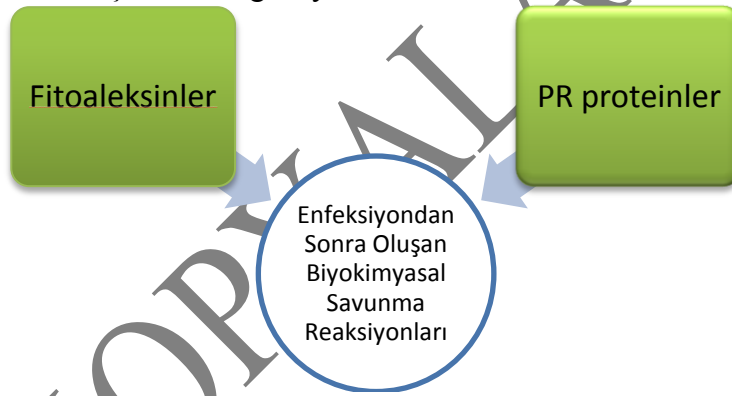 Fitoaleksinler
PR proteinler
Enfeksiyondan
Sonra Oluşan
Biyokimyasal
Savunma
Reaksiyonları